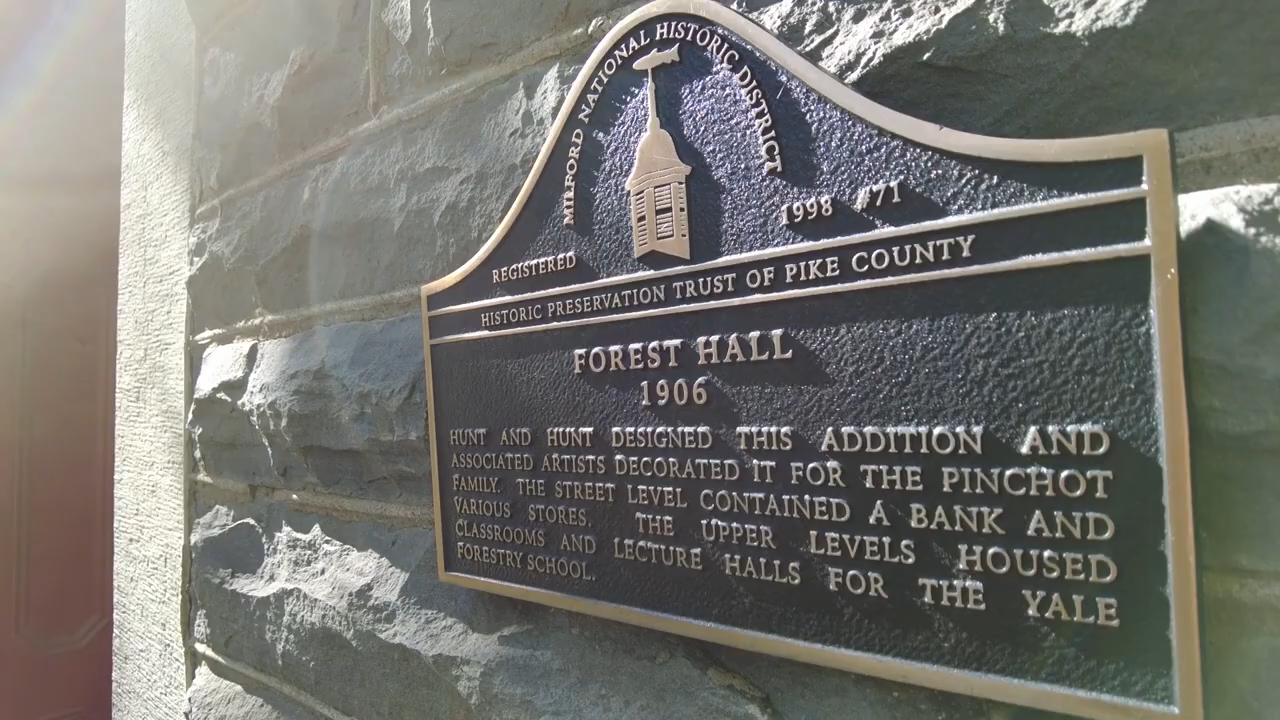 MILFORD NATIONAL HISTORIC DISTRICT
1998 #71
REGISTERED
HISTORIC PRESERVATION TRUST OF PIKE COUNTY
FOREST HALL
1906
HUNT AND HUNT DESIGNED THIS ADDITION AND
ASSOCIATED ARTISTS DECORATED IT FOR THE PINCHOT
FAMILY. THE STREET LEVEL CONTAINED A BANK AND
VARIOUS STORES. THE UPPER LEVELS HOUSED
CLASSROOMS AND LECTURE HALLS FOR THE YALE
FORESTRY SCHOOL.